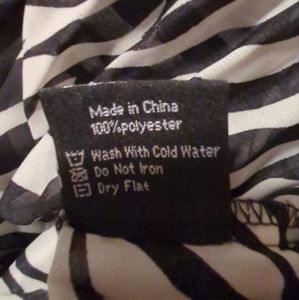 Made in China
100%polyester
Wash With Cold Water
Do Not Iron
Dry Flat